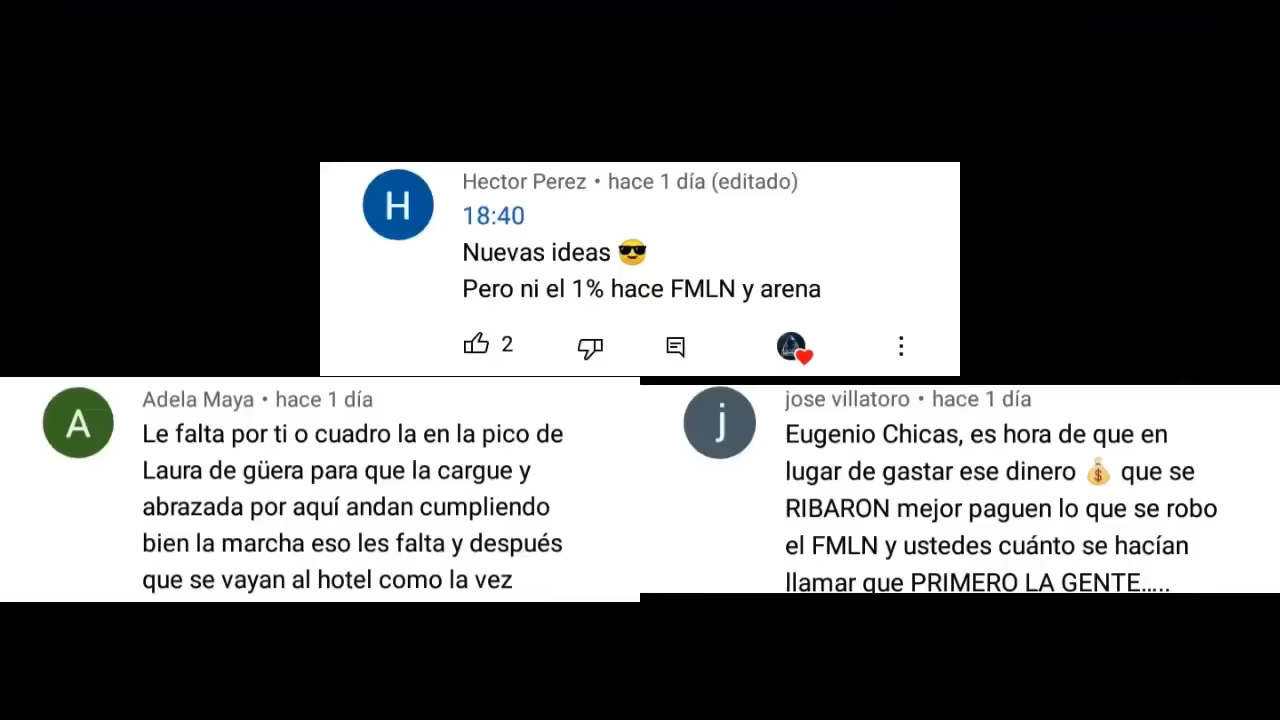 H
Hector Perez • hace 1 día (editado)
18:40
Nuevas ideas 😎
Pero ni el 1% hace FMLN y arena
2
A
Adela Maya • hace 1 día
Le falta por ti o cuadro la en la pico de
Laura de güera para que la cargue y
abrazada por aquí andan cumpliendo
bien la marcha eso les falta y después
que se vayan al hotel como la vez
j
jose villatoro • hace 1 día
Eugenio Chicas, es hora de que en
lugar de gastar ese dinero 💰 que se
RIBARON mejor paguen lo que se robo
el FMLN y ustedes cuánto se hacían
llamar que PRIMERO LA GENTE.....